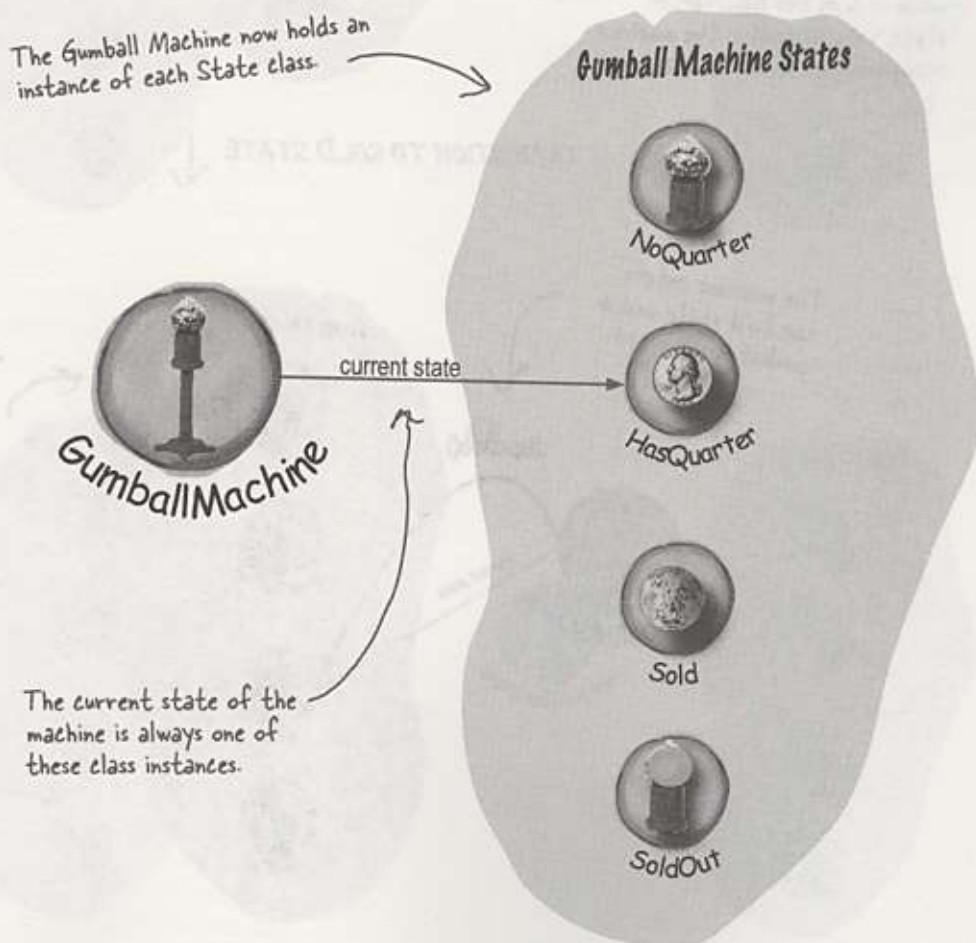 The Gumball Machine now holds an
instance of each State class.
Gumball Machine States
NoQuarter
current state
HasQuarter
GumballMachine
Sold
The current state of the
machine is always one of
these class instances.
SoldOut